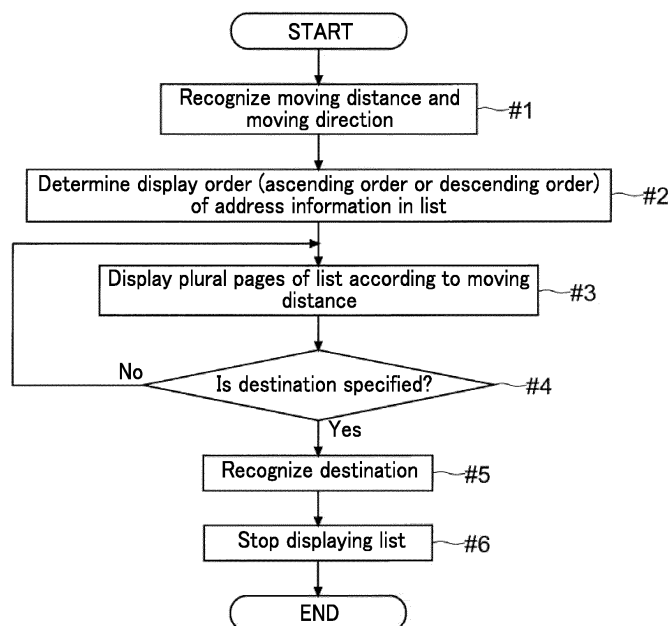 START
Recognize moving distance and
moving direction
#1
Determine display order (ascending order or descending order)
of address information in list
#2
Display plural pages of list according to moving
distance
#3
No
Is destination specified?
#4
Yes
Recognize destination
#5
Stop displaying list
#6
END